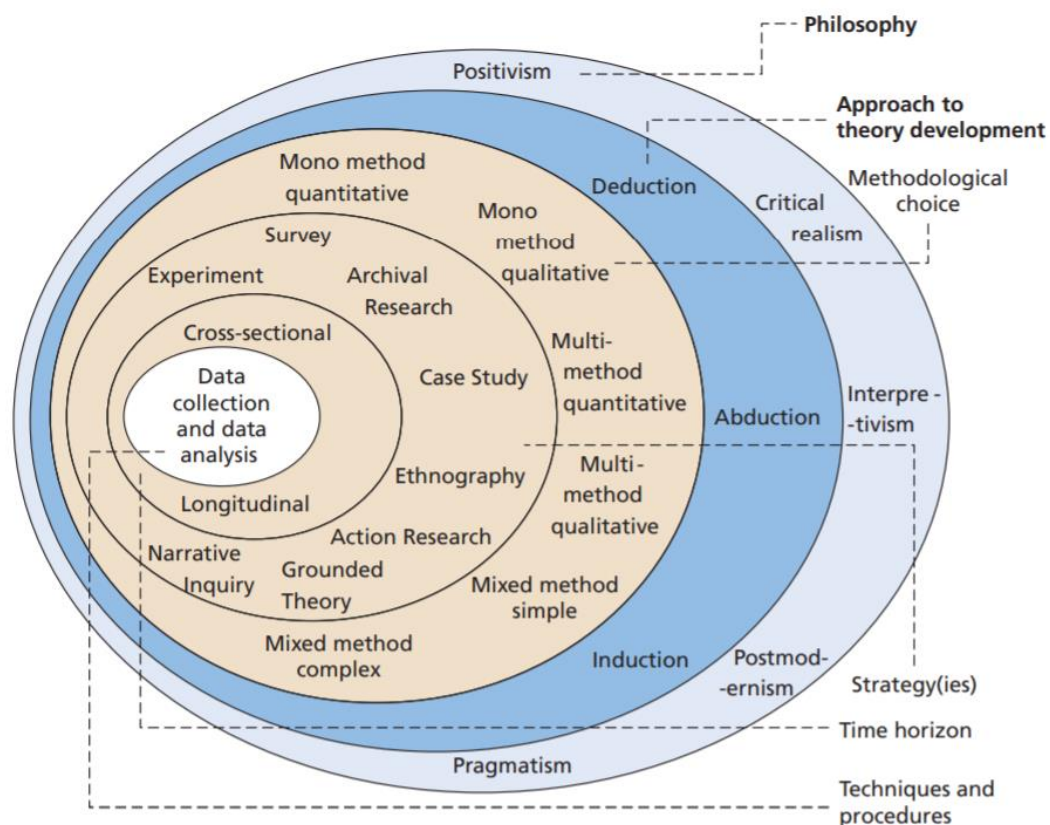 Philosophy
Positivism
Approach to
theory development
Mono method
quantitative
Deduction
Methodological
choice
Critical
realism
Mono
method
qualitative
Survey
Experiment
Archival
Research
Cross-sectional
Multi-
method
quantitative
Data
collection
and data
analysis
Case Study
Interpre -
-tivism
Abduction
Ethnography
Multi-
method
qualitative
Longitudinal
Action Research
Narrative
Inquiry
Grounded
Theory
Mixed method
simple
Mixed method
complex
Induction
Postmod-
-ernism
Strategy(ies)
Time horizon
Pragmatism
Techniques and
procedures